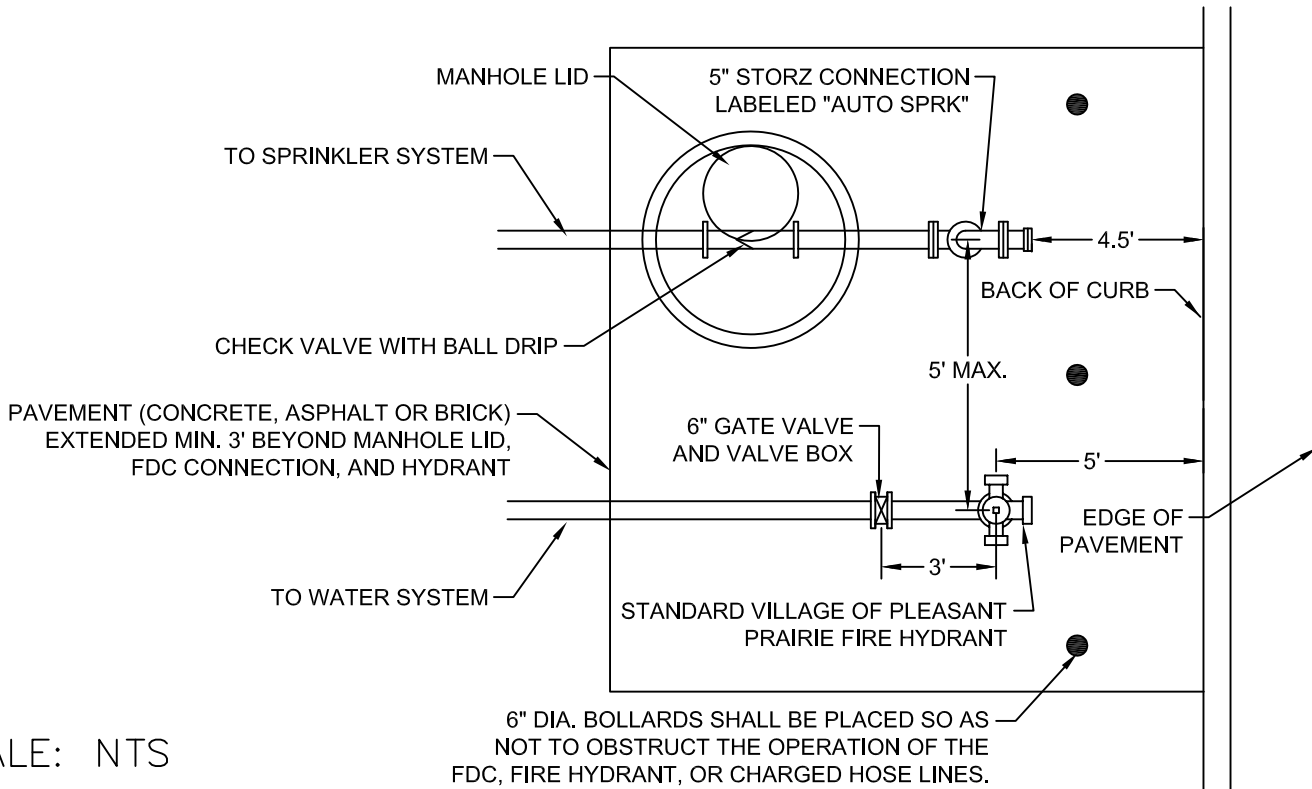 MANHOLE LID
5" STORZ CONNECTION
LABELED "AUTO SPRK"
TO SPRINKLER SYSTEM
4.5'
BACK OF CURB
CHECK VALVE WITH BALL DRIP
5' MAX.
PAVEMENT (CONCRETE, ASPHALT OR BRICK)
EXTENDED MIN. 3' BEYOND MANHOLE LID,
FDC CONNECTION, AND HYDRANT
6" GATE VALVE
AND VALVE BOX
5'
EDGE OF
PAVEMENT
3'
TO WATER SYSTEM
STANDARD VILLAGE OF PLEASANT
PRAIRIE FIRE HYDRANT
6" DIA. BOLLARDS SHALL BE PLACED SO AS
NOT TO OBSTRUCT THE OPERATION OF THE
FDC, FIRE HYDRANT, OR CHARGED HOSE LINES.
ALE: NTS